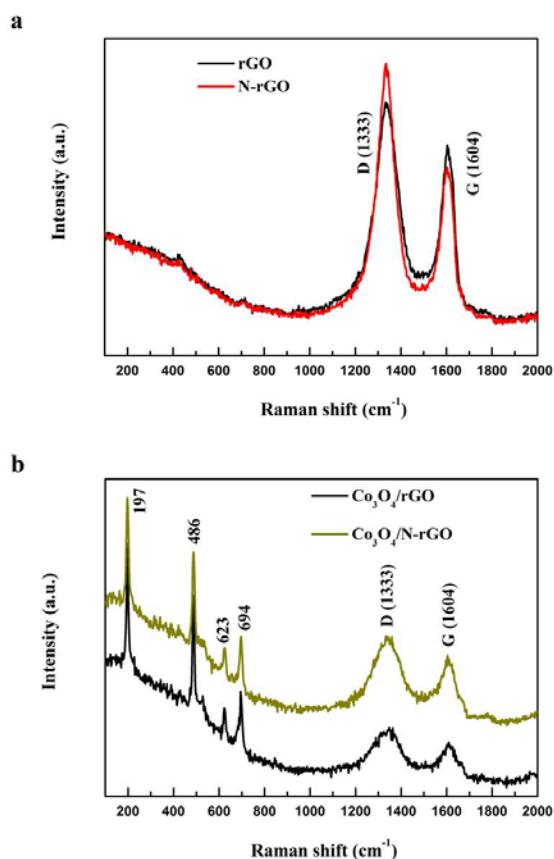 a
rGO
N-rGO
D (1333)
G (1604)
Intensity (a.u.)
200 400 600 800 1000 1200 1400 1600 1800 2000
Raman shift (cm⁻¹)
b
Co₃O₄/rGO
Co₃O₄/N-rGO
197
486
623
694
D (1333)
G (1604)
Intensity (a.u.)
200 400 600 800 1000 1200 1400 1600 1800 2000
Raman shift (cm⁻¹)